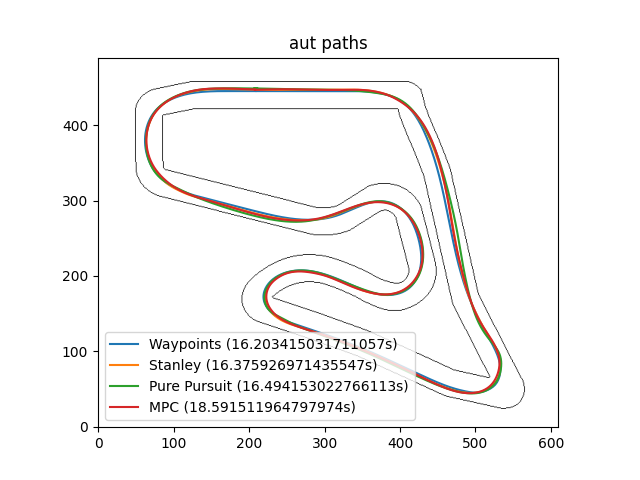 aut paths
400
300
200
100
0
Waypoints (16.203415031711057s)
Stanley (16.375926971435547s)
Pure Pursuit (16.494153022766113s)
MPC (18.591511964797974s)
0 100 200 300 400 500 600